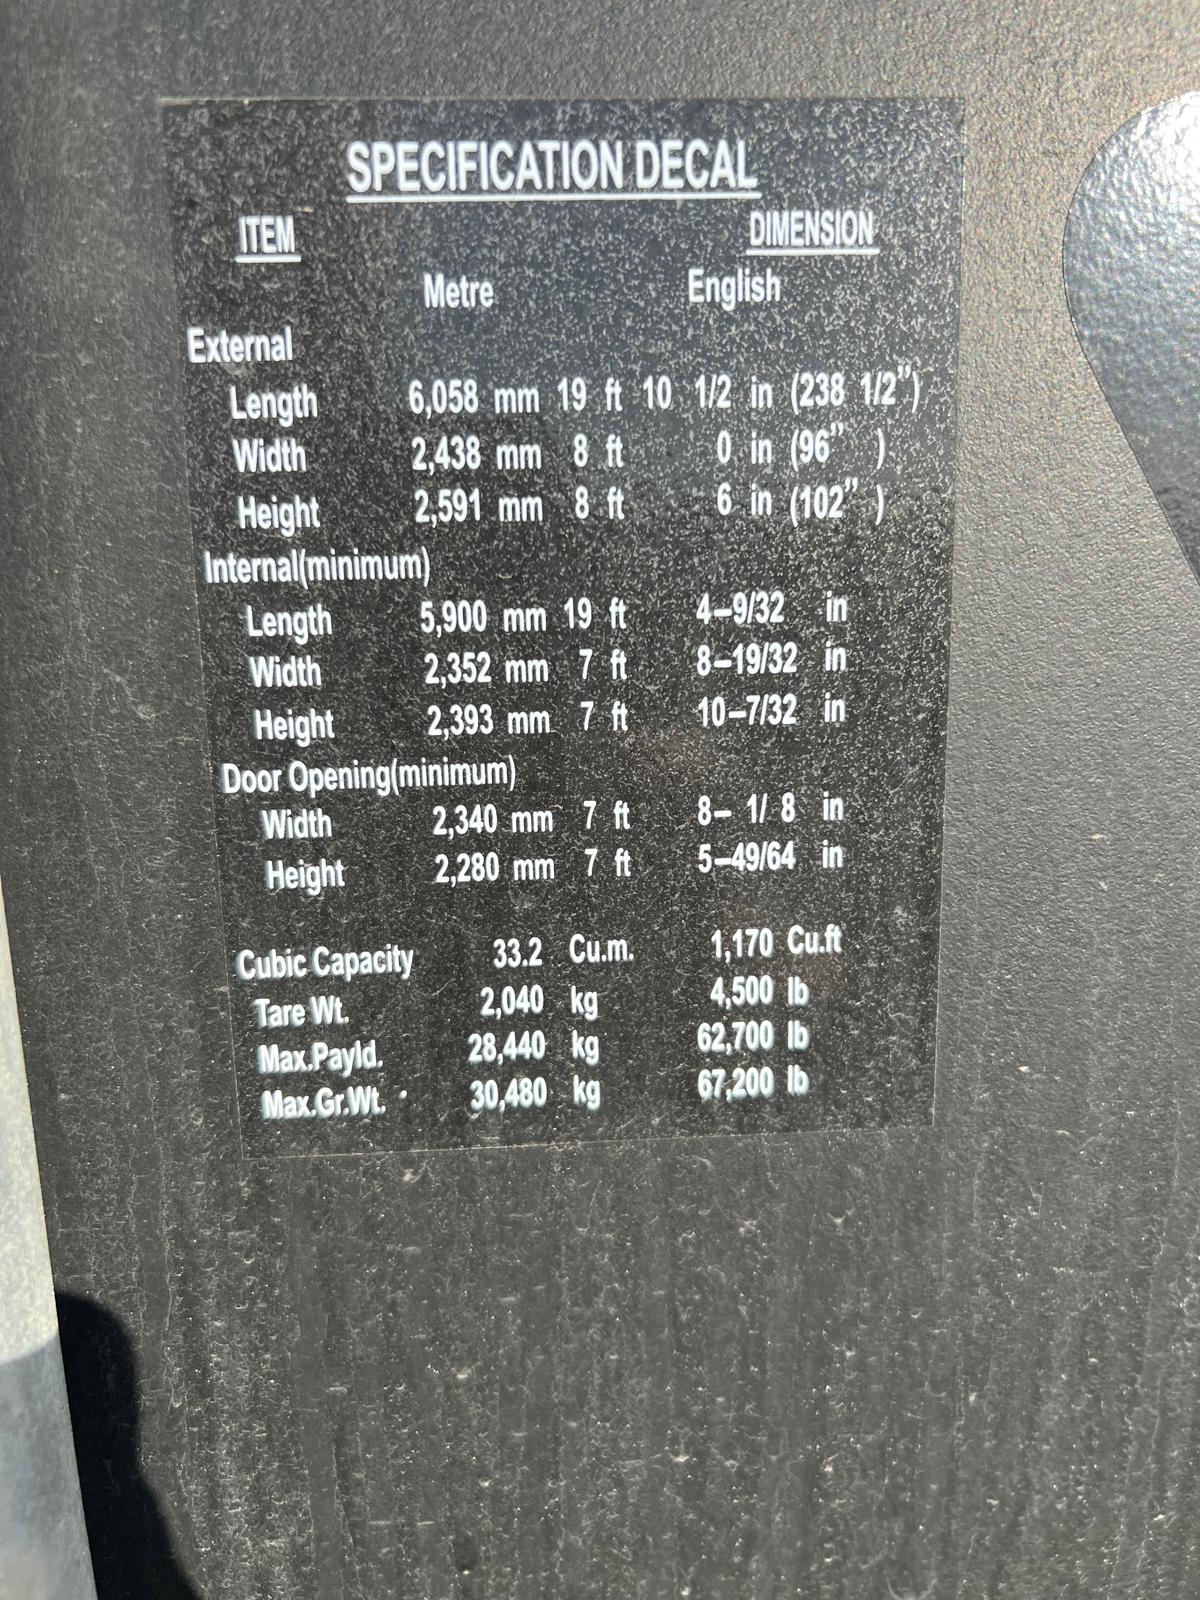 SPECIFICATION DECAL
ITEM DIMENSION
Metre English
External
Length 6,058 mm 19 ft 10 1/2 in (238 1/2")
Width 2,438 mm 8 ft 0 in (96" )
Height 2,591 mm 8 ft 6 in (102" )
Internal(minimum)
Length 5,900 mm 19 ft 4-9/32 in
Width 2,352 mm 7 ft 8-19/32 in
Height 2,393 mm 7 ft 10-7/32 in
Door Opening(minimum)
Width 2,340 mm 7 ft 8- 1/ 8 in
Height 2,280 mm 7 ft 5-49/64 in
Cubic Capacity 33.2 Cu.m. 1,170 Cu.ft
Tare Wt. 2,040 kg 4,500 lb
Max.Payld. 28,440 kg 62,700 lb
Max.Gr.Wt. 30,480 kg 67,200 lb